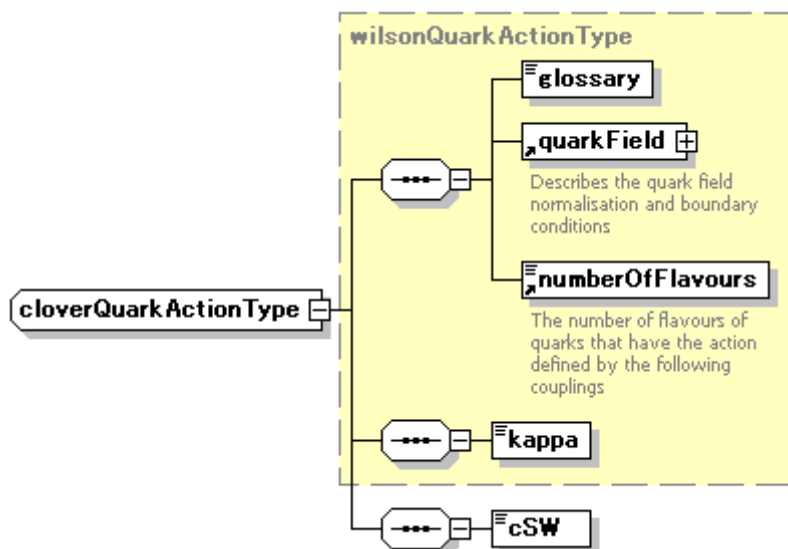 wilsonQuarkActionType
glossary
quarkField
Describes the quark field
normalisation and boundary
conditions
numberOfFlavours
The number of flavours of
quarks that have the action
defined by the following
couplings
cloverQuarkActionType
kappa
cSW